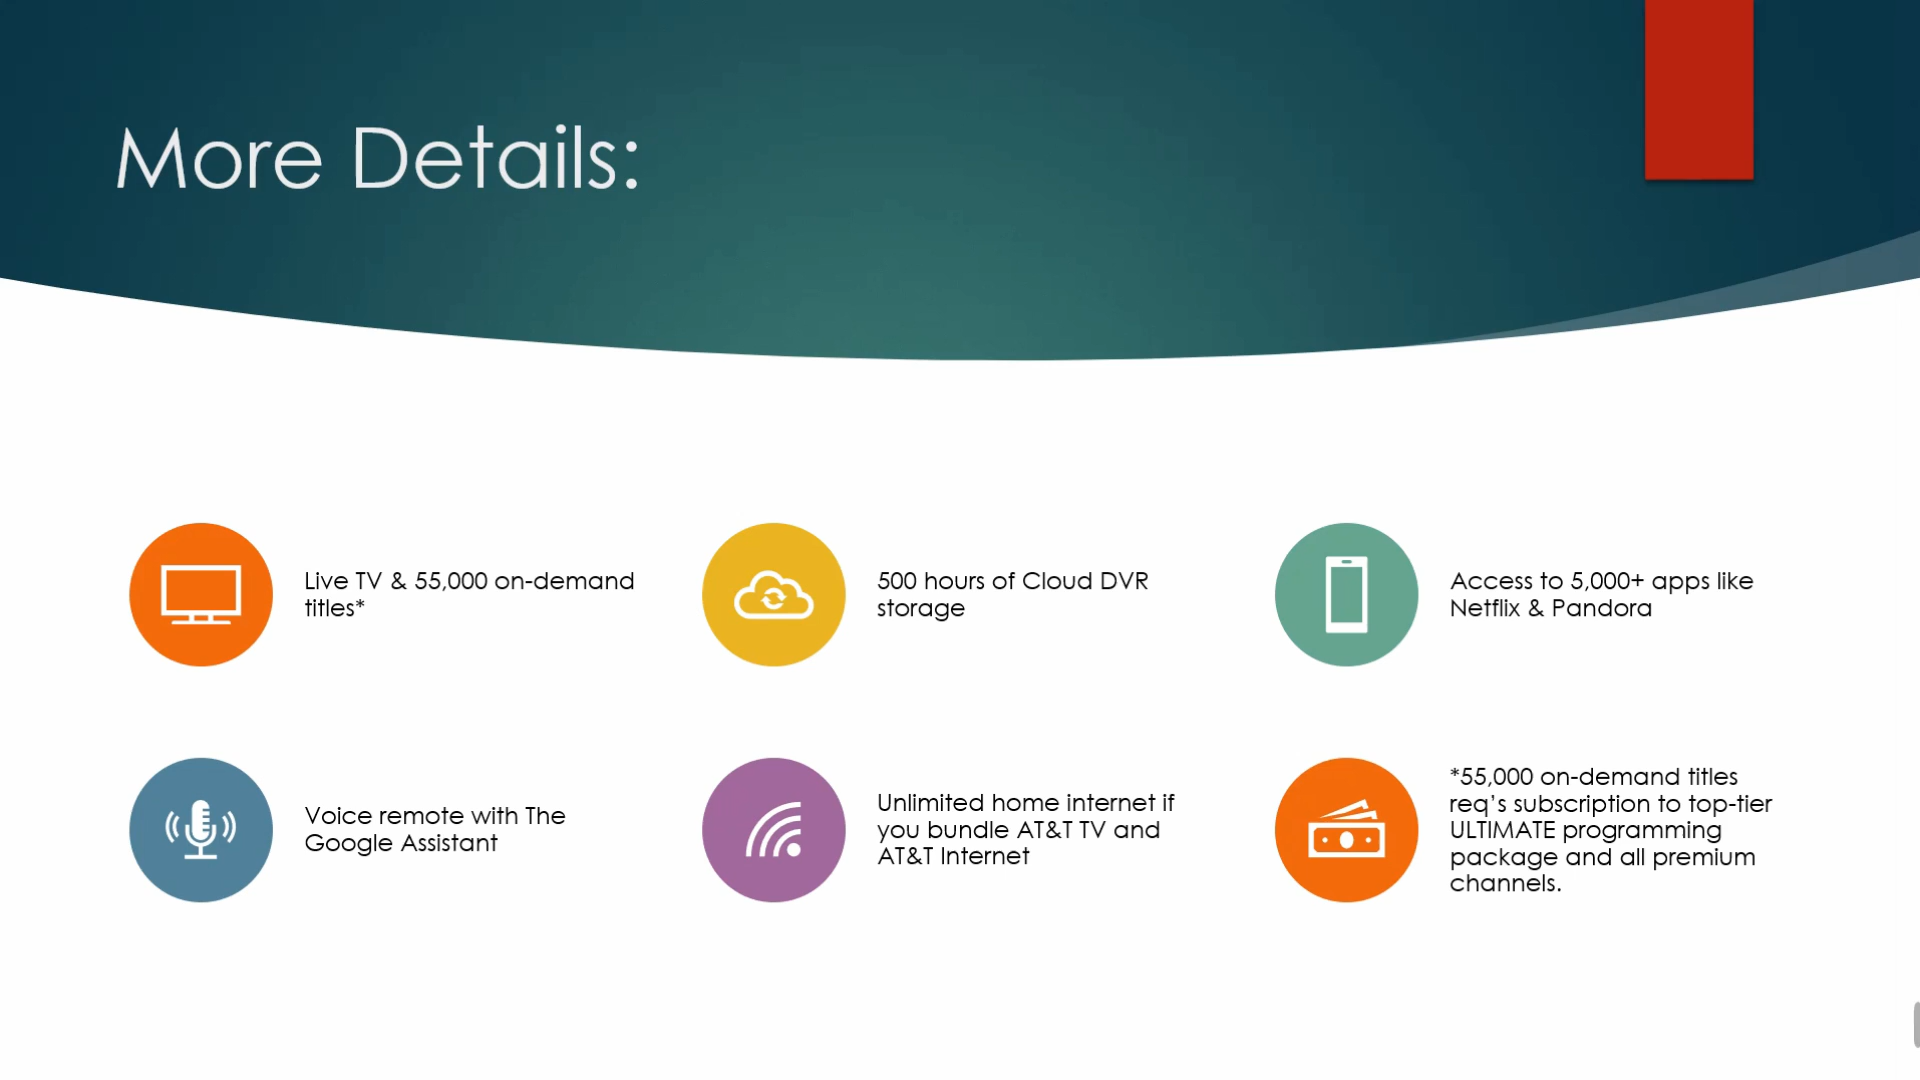 More Details:
Live TV & 55,000 on-demand
titles*
500 hours of Cloud DVR
storage
Access to 5,000+ apps like
Netflix & Pandora
Voice remote with The
Google Assistant
Unlimited home internet if
you bundle AT&T TV and
AT&T Internet
*55,000 on-demand titles
req's subscription to top-tier
ULTIMATE programming
package and all premium
channels.